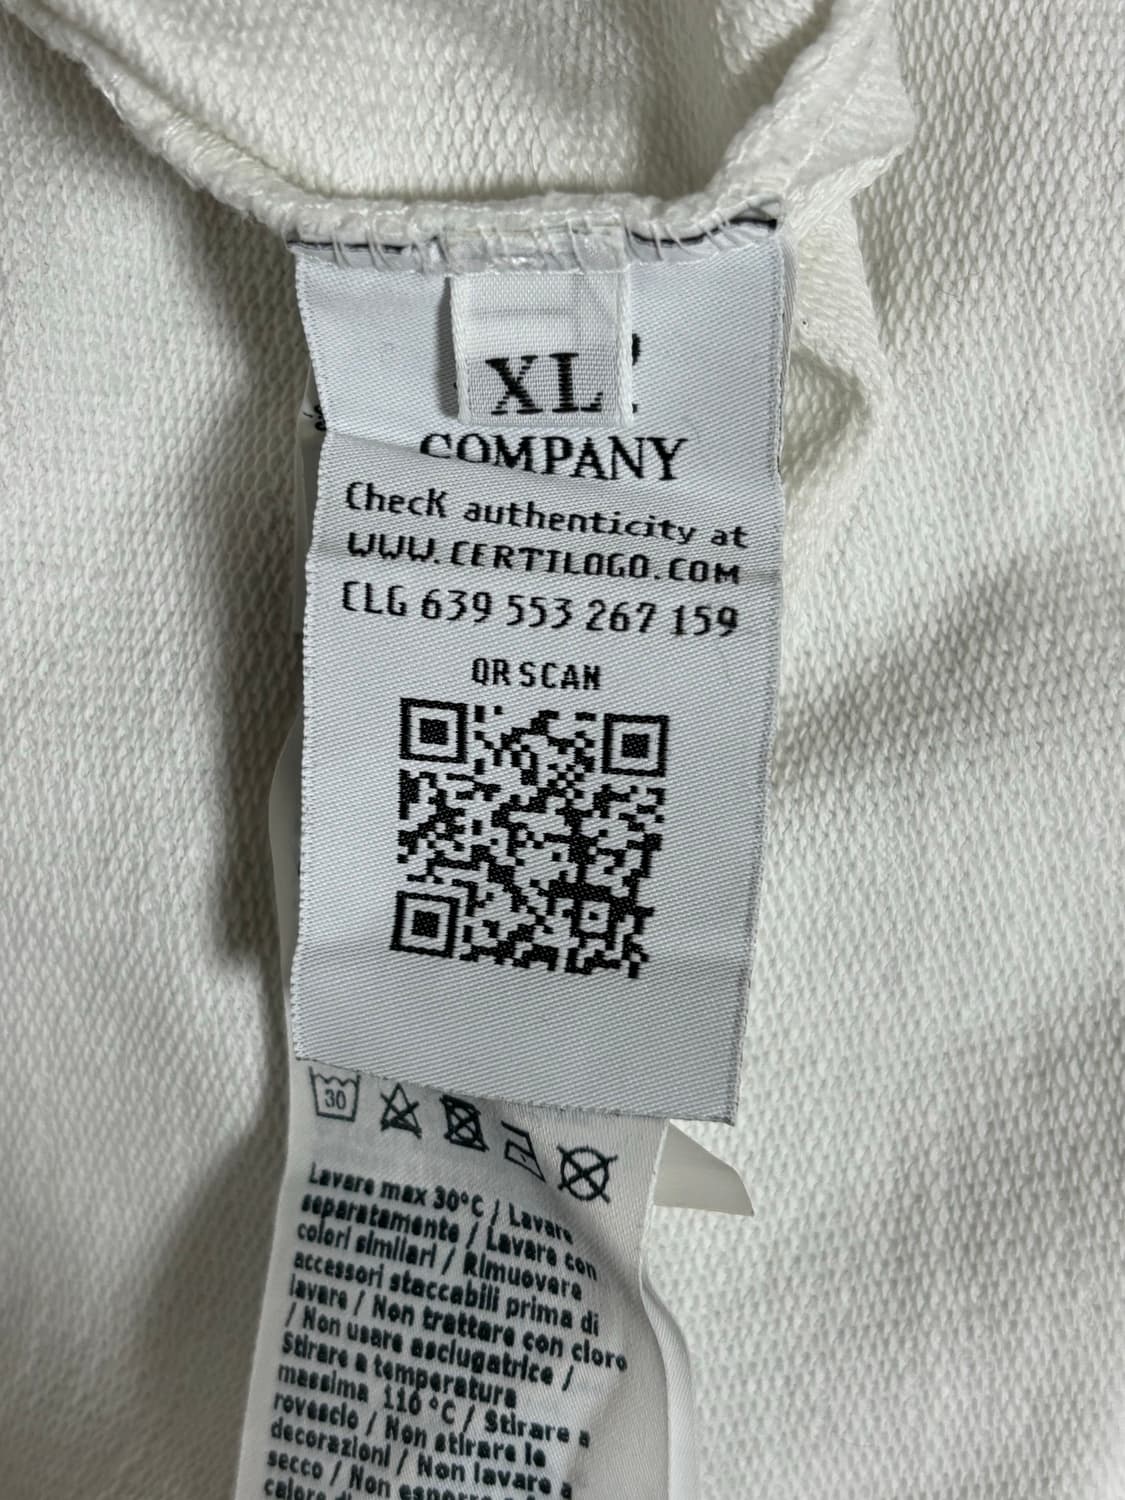 XL
COMPANY
Check authenticity at
WWW.CERTILOGO.COM
CLG 639 553 267 159
OR SCAN
30
Lavare max 30°C / Lavare
separatamente / Lavare con
colori similari / Rimuovere
accessori staccabili prima di
lavare / Non trattare con cloro
/ Non usare asciugatrice /
Stirare a temperatura
massima 110 °C / Stirare a
rovescio / Non stirare le
decorazioni / Non lavare a
secco / Non
calore